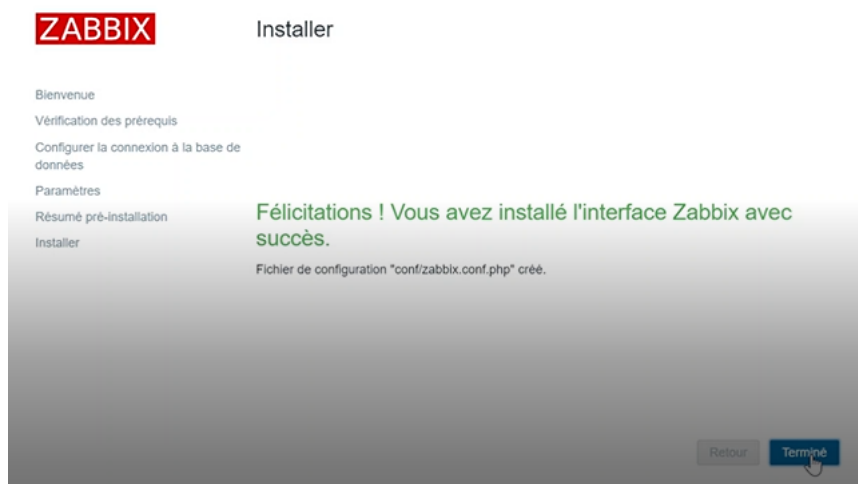 ZABBIX
Installer
Bienvenue
Vérification des prérequis
Configurer la connexion à la base de
données
Paramètres
Résumé pré-installation
Installer
Félicitations ! Vous avez installé l'interface Zabbix avec
succès.
Fichier de configuration "conf/zabbix.conf.php" créé.
Retour
Terminé